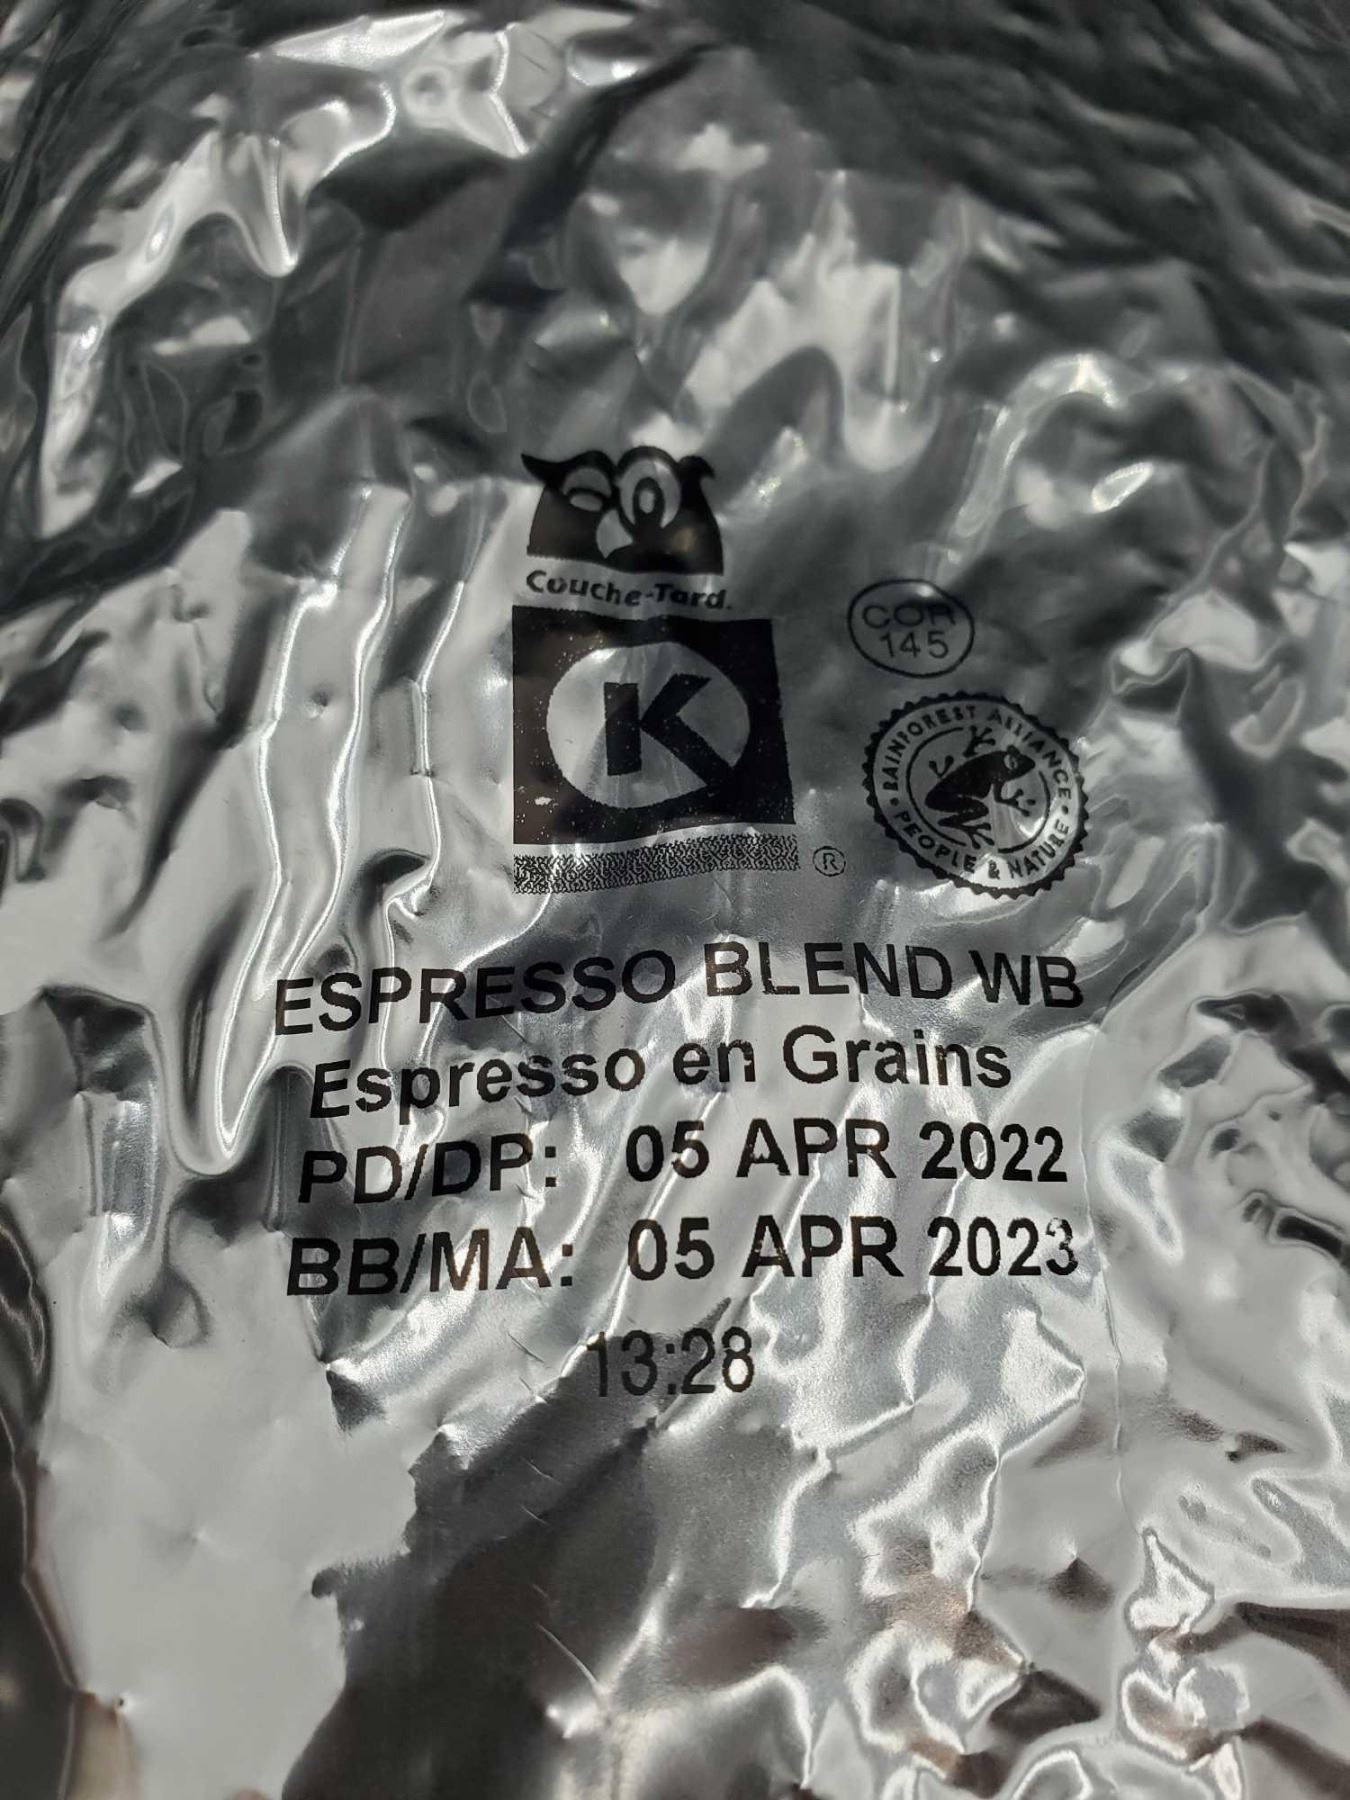 Couche-Tard.
K
®
COR
145
RAINFOREST ALLIANCE
PEOPLE & NATURE
ESPRESSO BLEND WB
Espresso en Grains
PD/DP: 05 APR 2022
BB/MA: 05 APR 2023
13:28